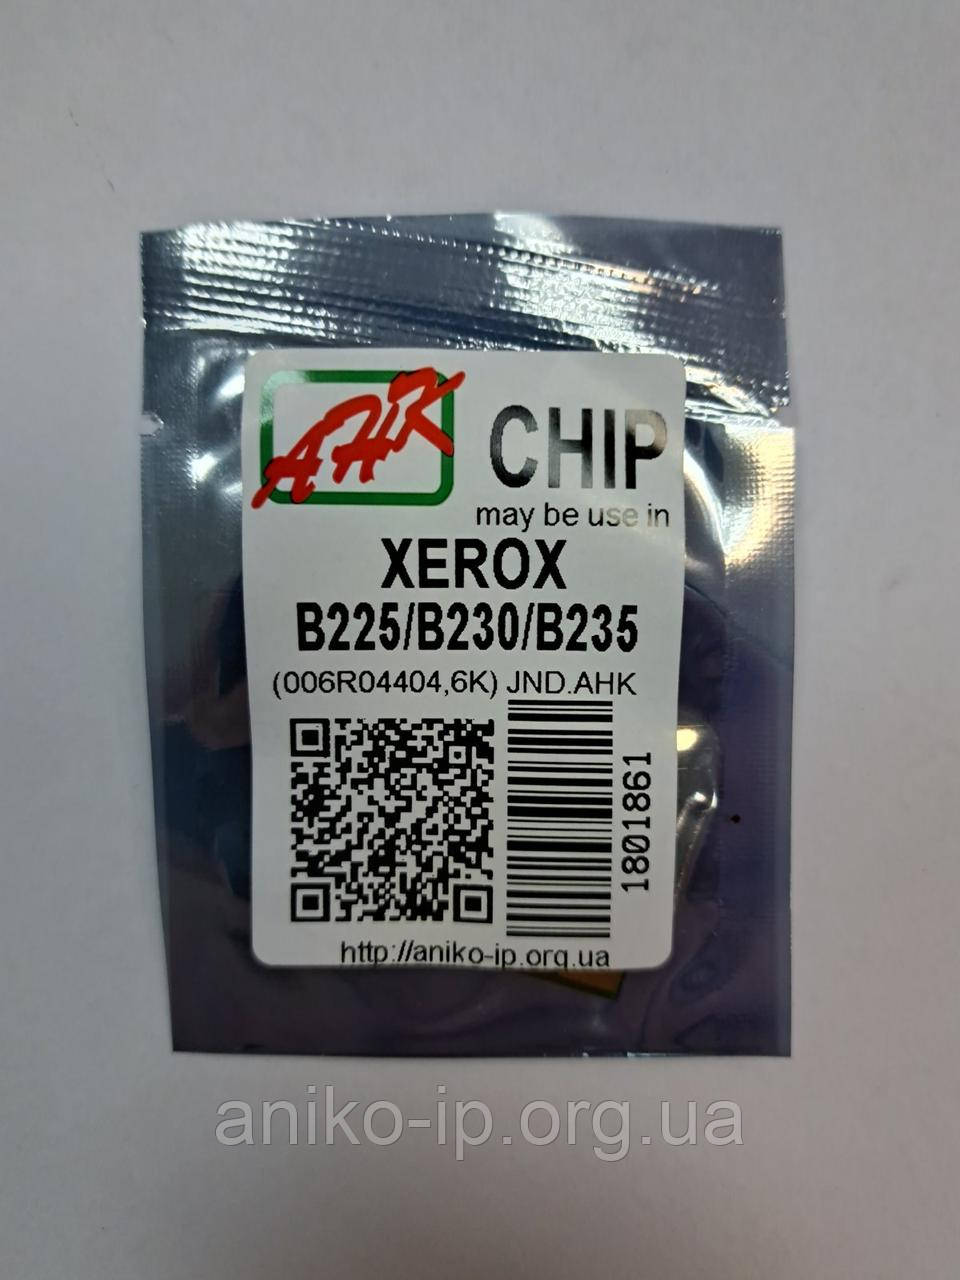 АНК
CHIP
may be use in
XEROX
B225/B230/B235
(006R04404,6K) JND.AHK
1801861
http://aniko-ip.org.ua
aniko-ip.org.ua